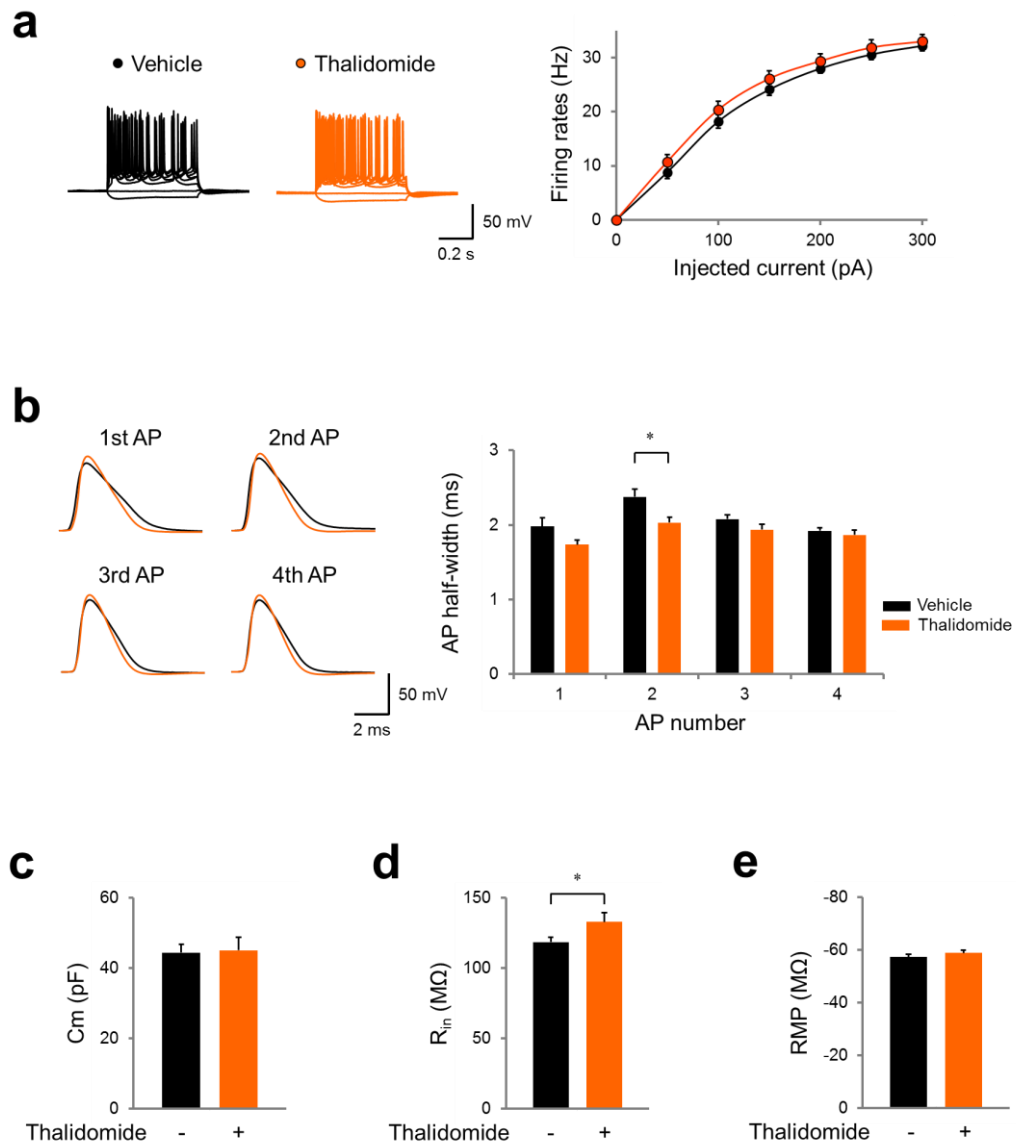 a
Vehicle
Thalidomide
50 mV
0.2 s
Firing rates (Hz)
30
20
10
0
0 100 200 300
Injected current (pA)
b
1st AP
2nd AP
3rd AP
4th AP
50 mV
2 ms
AP half-width (ms)
3
2
1
0
*
1 2 3 4
AP number
Vehicle
Thalidomide
c
Cm (pF)
60
40
20
0
Thalidomide - +
d
Rin (MΩ)
150
100
50
0
*
Thalidomide - +
e
RMP (MΩ)
-80
-60
-40
-20
0
Thalidomide - +